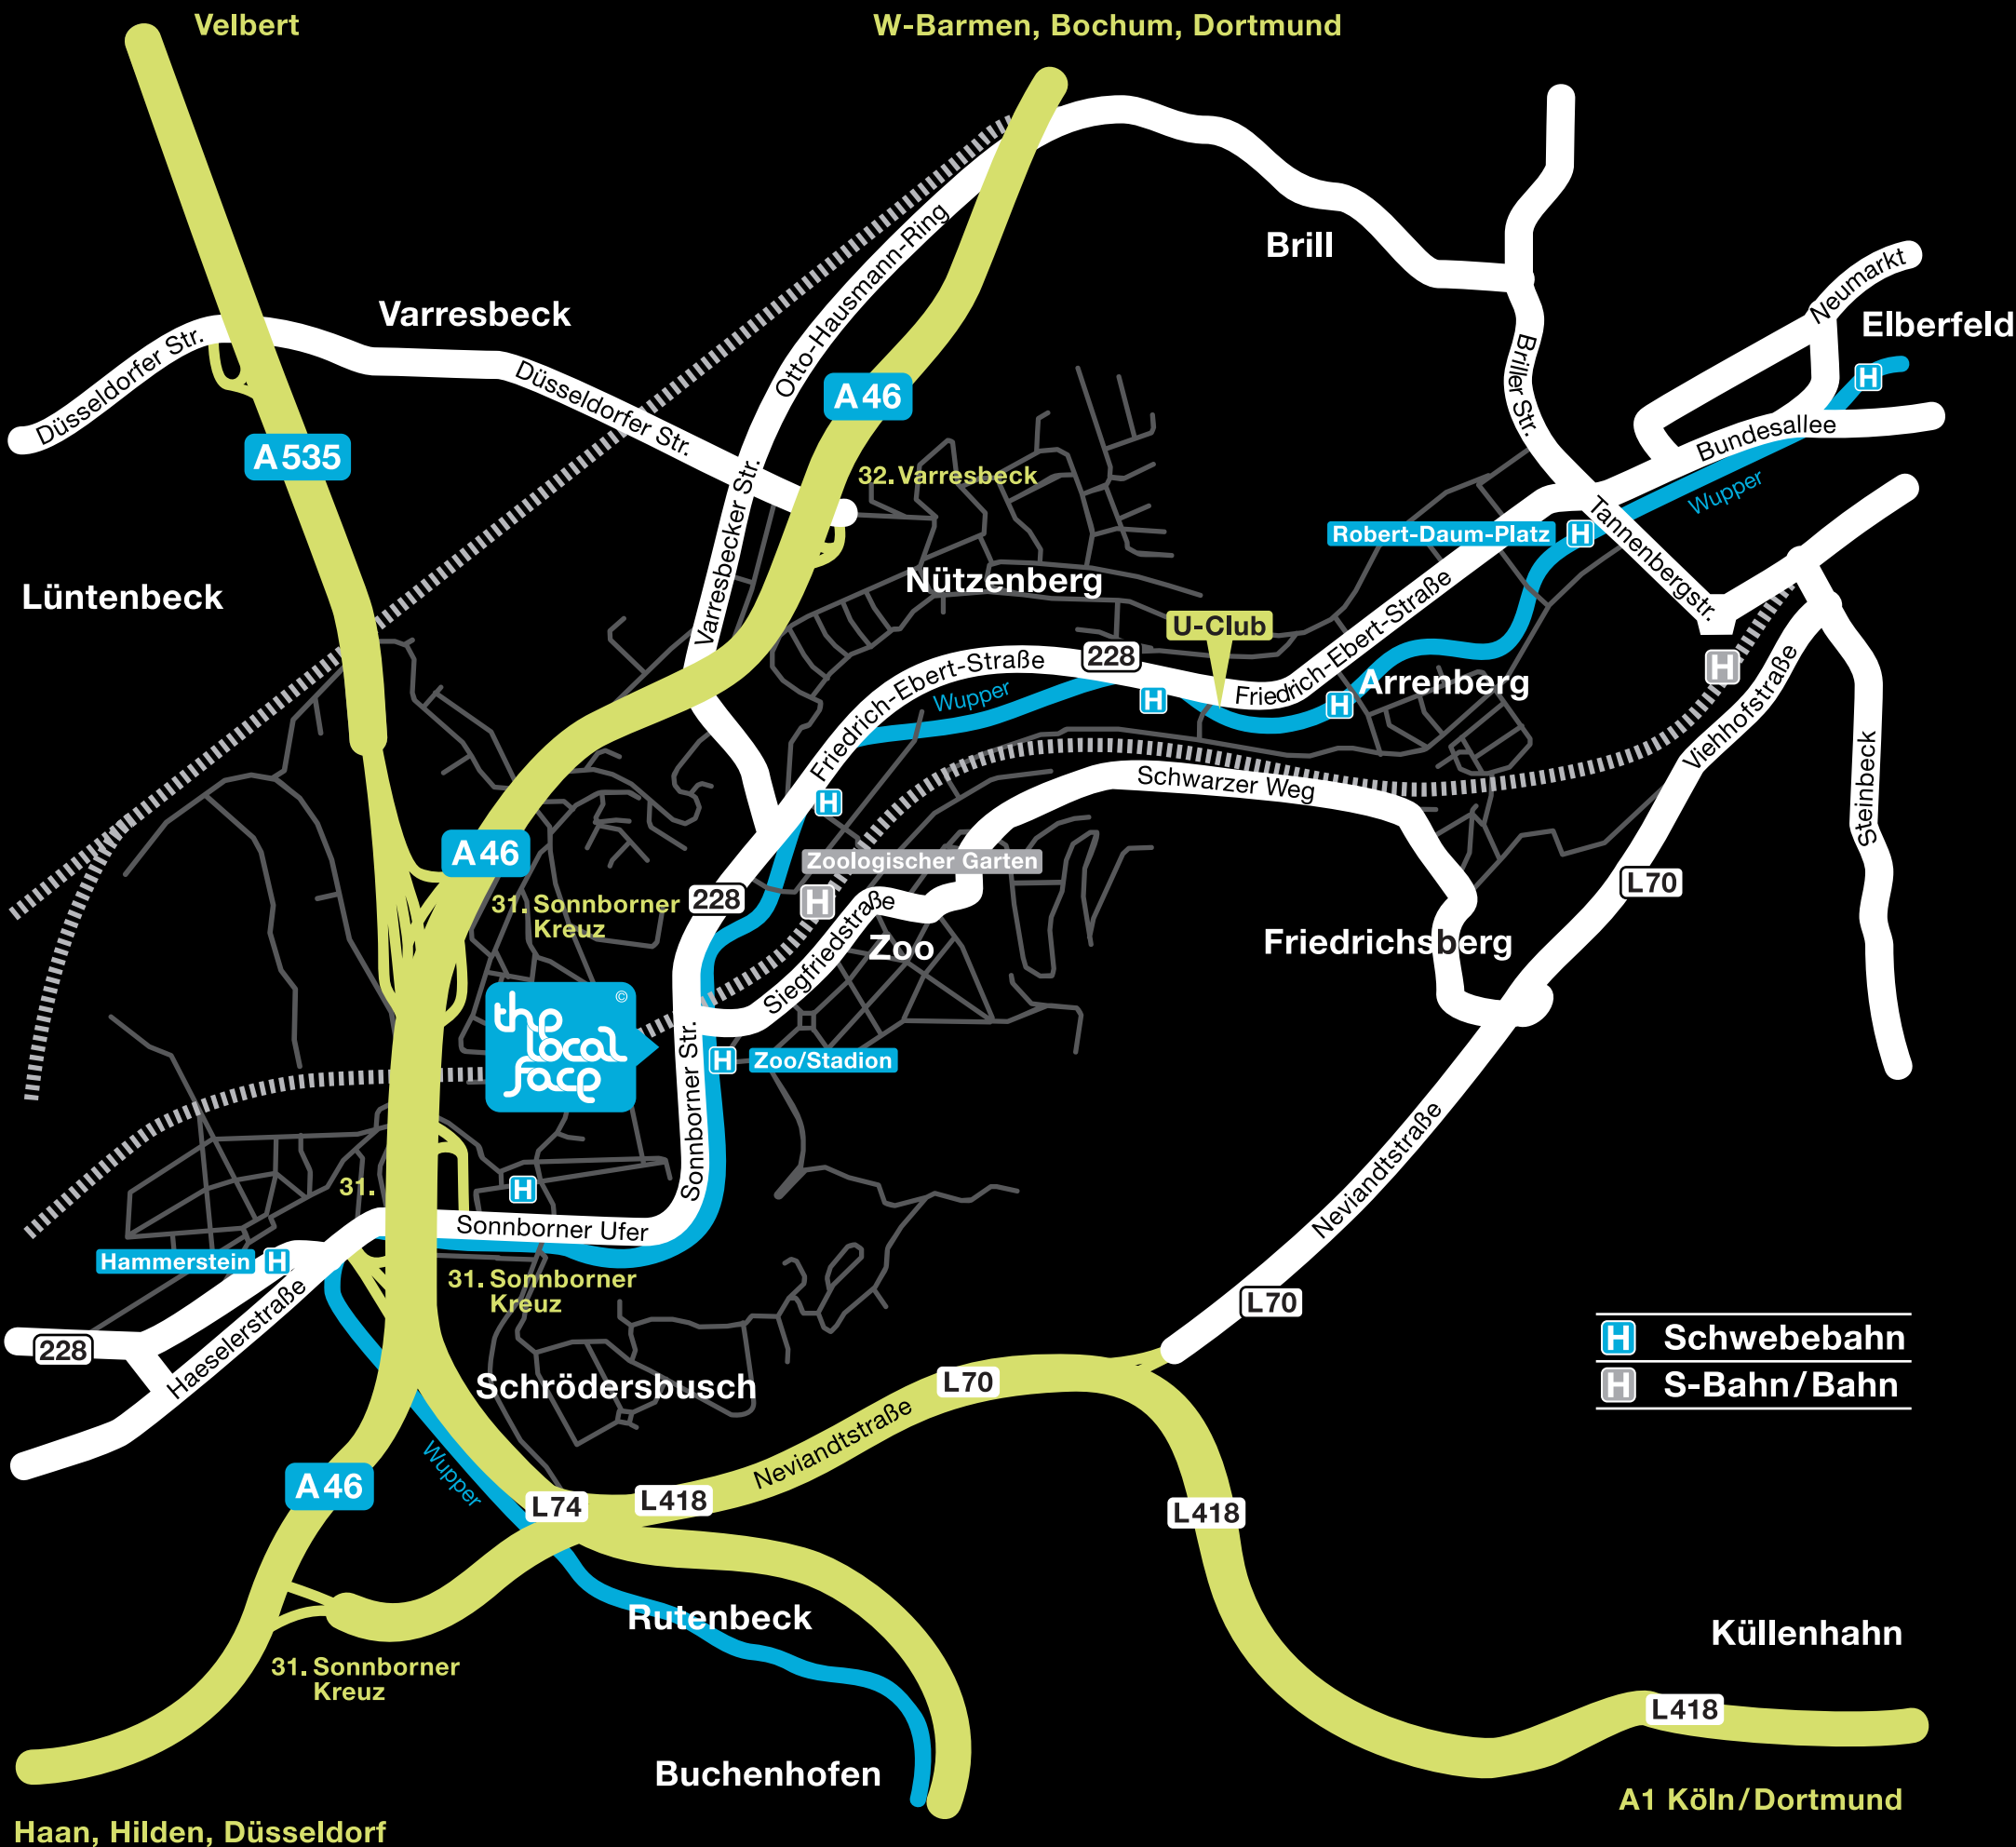 Velbert
W-Barmen, Bochum, Dortmund
Brill
Neumarkt
Elberfeld
Otto-Hausmann-Ring
Varresbeck
Düsseldorfer Str.
Düsseldorfer Str.
H
A 46
Briller Str.
Bundesallee
A 535
32. Varresbeck
Wupper
Varresbecker Str.
Robert-Daum-Platz H
Tannenbergstr.
Lüntenbeck
Nützenberg
U-Club
Friedrich-Ebert-Straße
228
Friedrich-Ebert-Straße
H
Arrenberg
Wupper
H
H
Viehhofstraße
Steinbeck
Schwarzer Weg
H
A 46
Zoologischer Garten
H
31. Sonnborner
Kreuz
228
L70
Siegfriedstraße
Zoo
Friedrichsberg
the
local
face
©
Sonnborner Str.
H Zoo/Stadion
Neviandtstraße
31.
H
Sonnborner Ufer
Hammerstein H
31. Sonnborner
Kreuz
L70
228
Haeselerstraße
H Schwebebahn
H S-Bahn/Bahn
Schrödersbusch
L70
Neviandtstraße
Wupper
A 46
L74
L418
L418
Rutenbeck
Küllenhahn
31. Sonnborner
Kreuz
L418
Buchenhofen
A1 Köln/Dortmund
Haan, Hilden, Düsseldorf